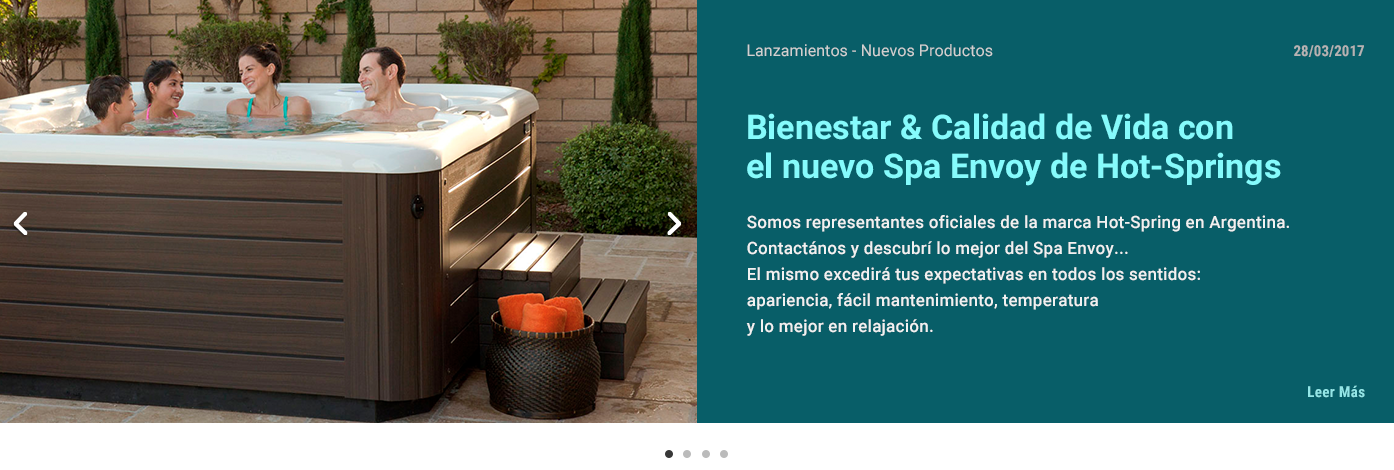 Lanzamientos - Nuevos Productos
28/03/2017
Bienestar & Calidad de Vida con
el nuevo Spa Envoy de Hot-Springs
Somos representantes oficiales de la marca Hot-Spring en Argentina.
Contactános y descubrí lo mejor del Spa Envoy...
El mismo excedirá tus expectativas en todos los sentidos:
apariencia, fácil mantenimiento, temperatura
y lo mejor en relajación.
Leer Más